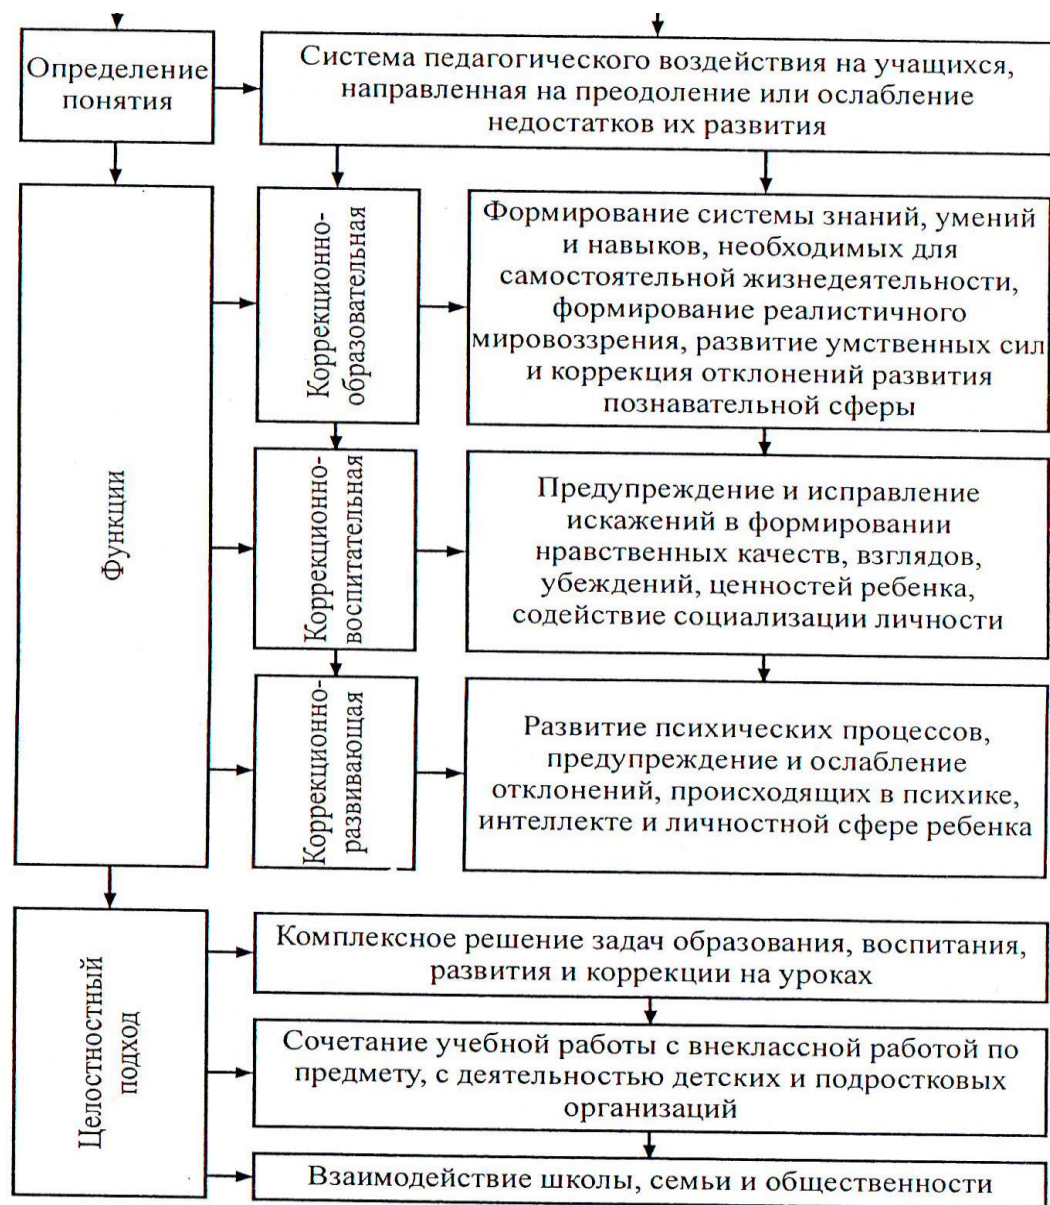 Определение
понятия
Система педагогического воздействия на учащихся,
направленная на преодоление или ослабление
недостатков их развития
Функции
Коррекционно-
образовательная
Формирование системы знаний, умений
и навыков, необходимых для
самостоятельной жизнедеятельности,
формирование реалистичного
мировоззрения, развитие умственных сил
и коррекция отклонений развития
познавательной сферы
Коррекционно-
воспитательная
Предупреждение и исправление
искажений в формировании
нравственных качеств, взглядов,
убеждений, ценностей ребенка,
содействие социализации личности
Коррекционно-
развивающая
Развитие психических процессов,
предупреждение и ослабление
отклонений, происходящих в психике,
интеллекте и личностной сфере ребенка
Целостностный
подход
Комплексное решение задач образования, воспитания,
развития и коррекции на уроках
Сочетание учебной работы с внеклассной работой по
предмету, с деятельностью детских и подростковых
организаций
Взаимодействие школы, семьи и общественности